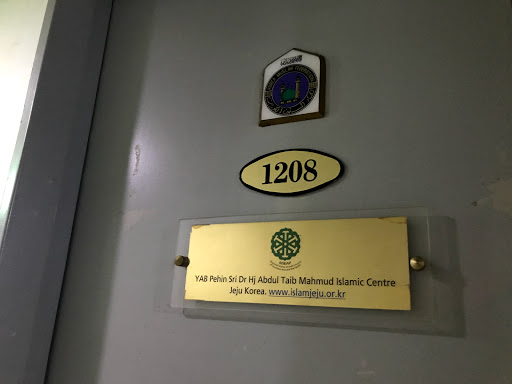 1208
YAB Pehin Sri Dr Hj Abdul Taib Mahmud Islamic Centre
Jeju Korea. www.islamjeju.or.kr